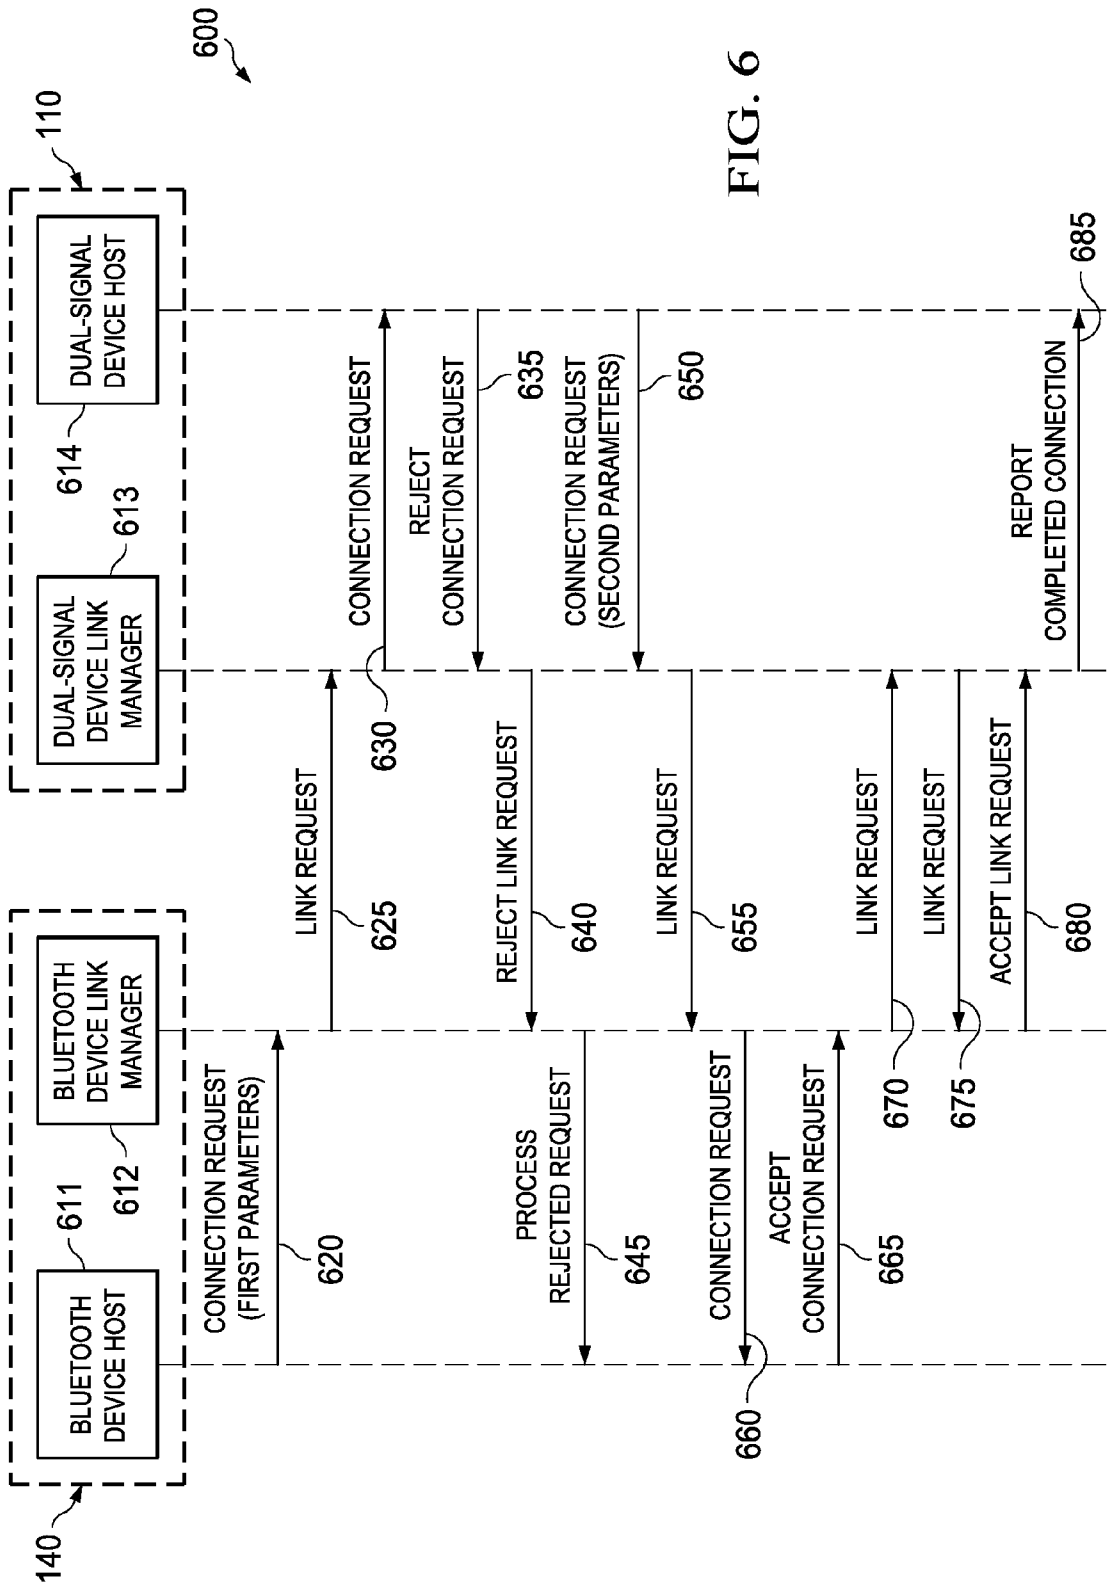 140
110
600
BLUETOOTH
DEVICE HOST
611
BLUETOOTH
DEVICE LINK
MANAGER
612
DUAL-SIGNAL
DEVICE LINK
MANAGER
613
DUAL-SIGNAL
DEVICE HOST
614
CONNECTION REQUEST
(FIRST PARAMETERS)
620
LINK REQUEST
625
CONNECTION REQUEST
630
REJECT
CONNECTION REQUEST
635
REJECT LINK REQUEST
640
PROCESS
REJECTED REQUEST
645
CONNECTION REQUEST
(SECOND PARAMETERS)
650
LINK REQUEST
655
CONNECTION REQUEST
660
ACCEPT
CONNECTION REQUEST
665
LINK REQUEST
670
LINK REQUEST
675
ACCEPT LINK REQUEST
680
REPORT
COMPLETED CONNECTION
685
FIG. 6